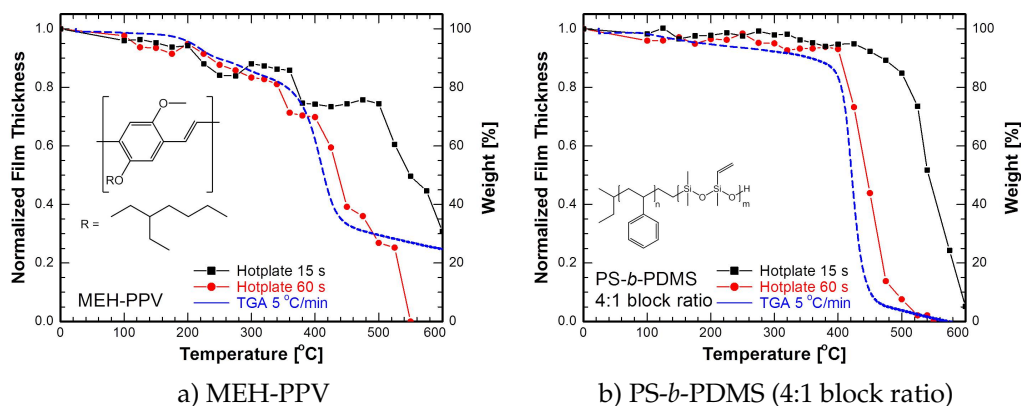 1.0
0.8
0.6
0.4
0.2
0.0
Normalized Film Thickness
100
80
60
40
20
0
Weight [%]
0
100
200
300
400
500
600
Temperature [°C]
O
RO
R =
MEH-PPV
Hotplate 15 s
Hotplate 60 s
TGA 5 °C/min
a) MEH-PPV
1.0
0.8
0.6
0.4
0.2
0.0
Normalized Film Thickness
100
80
60
40
20
0
Weight [%]
0
100
200
300
400
500
600
Temperature [°C]
n
Si
O
Si
O
m
H
PS-b-PDMS
4:1 block ratio
Hotplate 15 s
Hotplate 60 s
TGA 5 °C/min
b) PS-b-PDMS (4:1 block ratio)